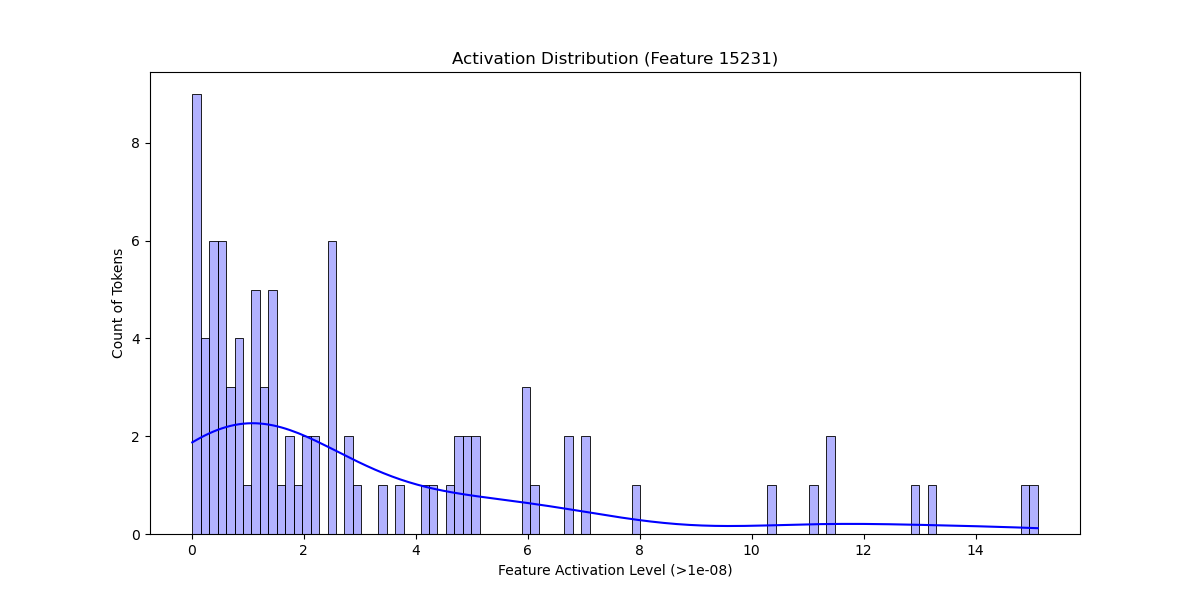 Activation Distribution (Feature 15231)
8
6
4
2
0
Count of Tokens
0 2 4 6 8 10 12 14
Feature Activation Level (>1e-08)